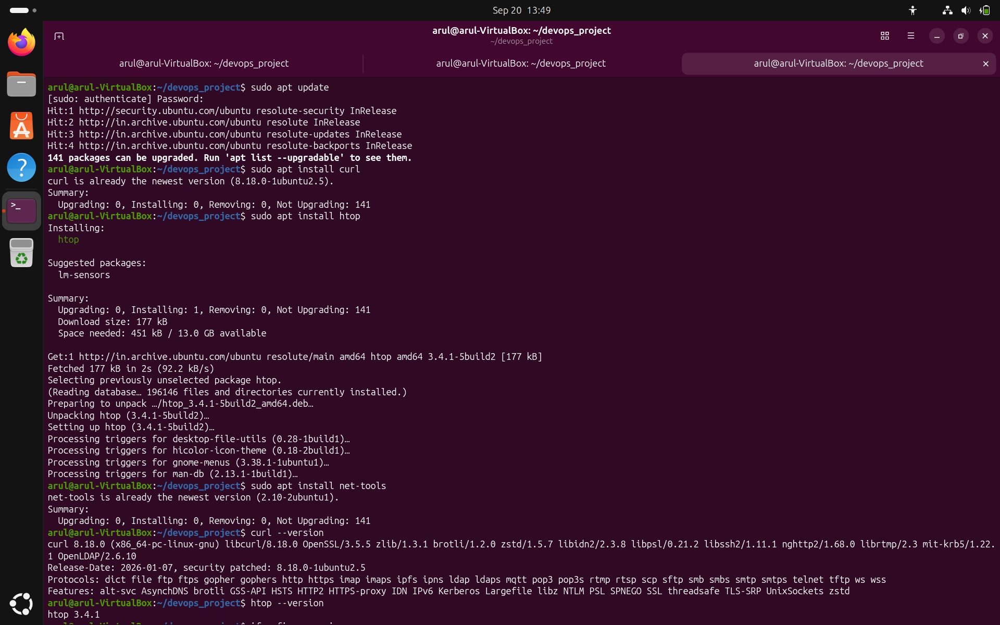 Sep 20 13:49
arul@arul-VirtualBox: ~/devops_project
~/devops_project
arul@arul-VirtualBox: ~/devops_project
arul@arul-VirtualBox: ~/devops_project
arul@arul-VirtualBox: ~/devops_project
arul@arul-VirtualBox:~/devops_project$ sudo apt update
[sudo: authenticate] Password:
Hit:1 http://security.ubuntu.com/ubuntu resolute-security InRelease
Hit:2 http://in.archive.ubuntu.com/ubuntu resolute InRelease
Hit:3 http://in.archive.ubuntu.com/ubuntu resolute-updates InRelease
Hit:4 http://in.archive.ubuntu.com/ubuntu resolute-backports InRelease
141 packages can be upgraded. Run 'apt list --upgradable' to see them.
arul@arul-VirtualBox:~/devops_project$ sudo apt install curl
curl is already the newest version (8.18.0-1ubuntu2.5).
Summary:
  Upgrading: 0, Installing: 0, Removing: 0, Not Upgrading: 141
arul@arul-VirtualBox:~/devops_project$ sudo apt install htop
Installing:
  htop

Suggested packages:
  lm-sensors

Summary:
  Upgrading: 0, Installing: 1, Removing: 0, Not Upgrading: 141
  Download size: 177 kB
  Space needed: 451 kB / 13.0 GB available

Get:1 http://in.archive.ubuntu.com/ubuntu resolute/main amd64 htop amd64 3.4.1-5build2 [177 kB]
Fetched 177 kB in 2s (92.2 kB/s)
Selecting previously unselected package htop.
(Reading database… 196146 files and directories currently installed.)
Preparing to unpack …/htop_3.4.1-5build2_amd64.deb…
Unpacking htop (3.4.1-5build2)…
Setting up htop (3.4.1-5build2)…
Processing triggers for desktop-file-utils (0.28-1build1)…
Processing triggers for hicolor-icon-theme (0.18-2build1)…
Processing triggers for gnome-menus (3.38.1-1ubuntu1)…
Processing triggers for man-db (2.13.1-1build1)…
arul@arul-VirtualBox:~/devops_project$ sudo apt install net-tools
net-tools is already the newest version (2.10-2ubuntu1).
Summary:
  Upgrading: 0, Installing: 0, Removing: 0, Not Upgrading: 141
arul@arul-VirtualBox:~/devops_project$ curl --version
curl 8.18.0 (x86_64-pc-linux-gnu) libcurl/8.18.0 OpenSSL/3.5.5 zlib/1.3.1 brotli/1.2.0 zstd/1.5.7 libidn2/2.3.8 libpsl/0.21.2 libssh2/1.11.1 nghttp2/1.68.0 librtmp/2.3 mit-krb5/1.22.
1 OpenLDAP/2.6.10
Release-Date: 2026-01-07, security patched: 8.18.0-1ubuntu2.5
Protocols: dict file ftp ftps gopher gophers http https imap imaps ipfs ipns ldap ldaps mqtt pop3 pop3s rtmp rtsp scp sftp smb smbs smtp smtps telnet tftp ws wss
Features: alt-svc AsynchDNS brotli GSS-API HSTS HTTP2 HTTPS-proxy IDN IPv6 Kerberos Largefile libz NTLM PSL SPNEGO SSL threadsafe TLS-SRP UnixSockets zstd
arul@arul-VirtualBox:~/devops_project$ htop --version
htop 3.4.1